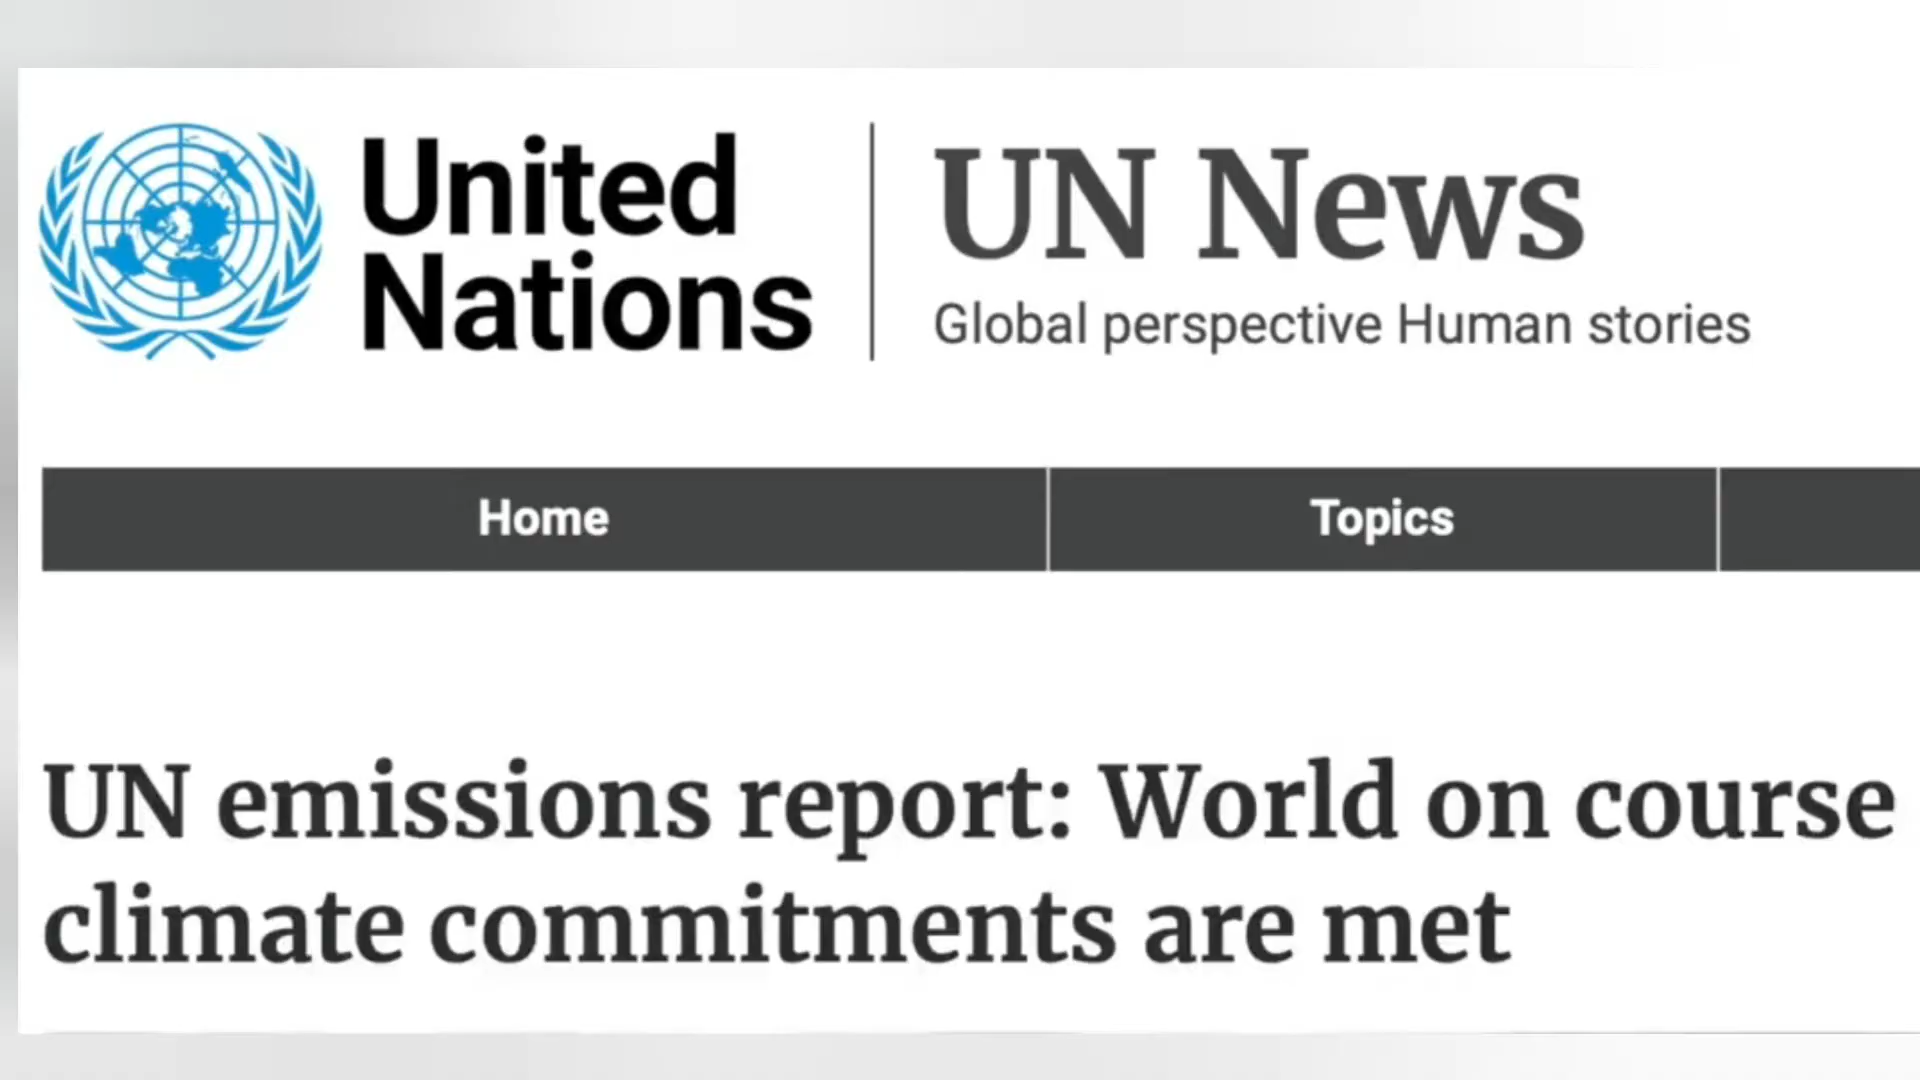 United
Nations
UN News
Global perspective Human stories
Home
Topics
UN emissions report: World on course
climate commitments are met